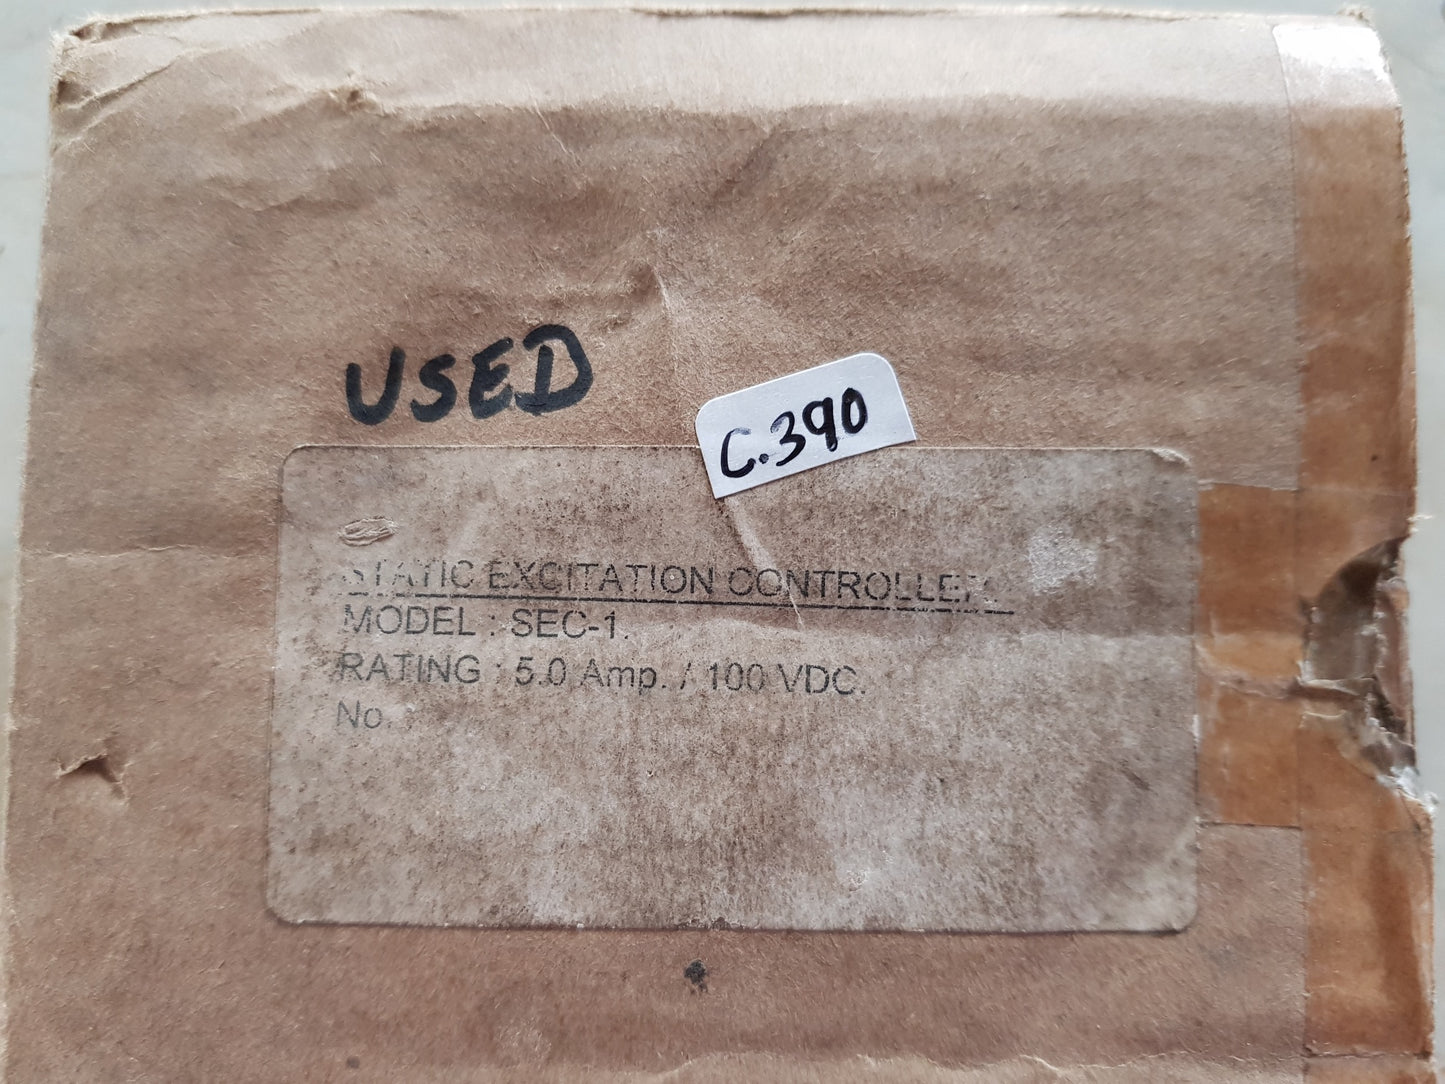 USED
C.390
STATIC EXCITATION CONTROLLER
MODEL : SEC-1.
RATING : 5.0 Amp. / 100 VDC.
No. :